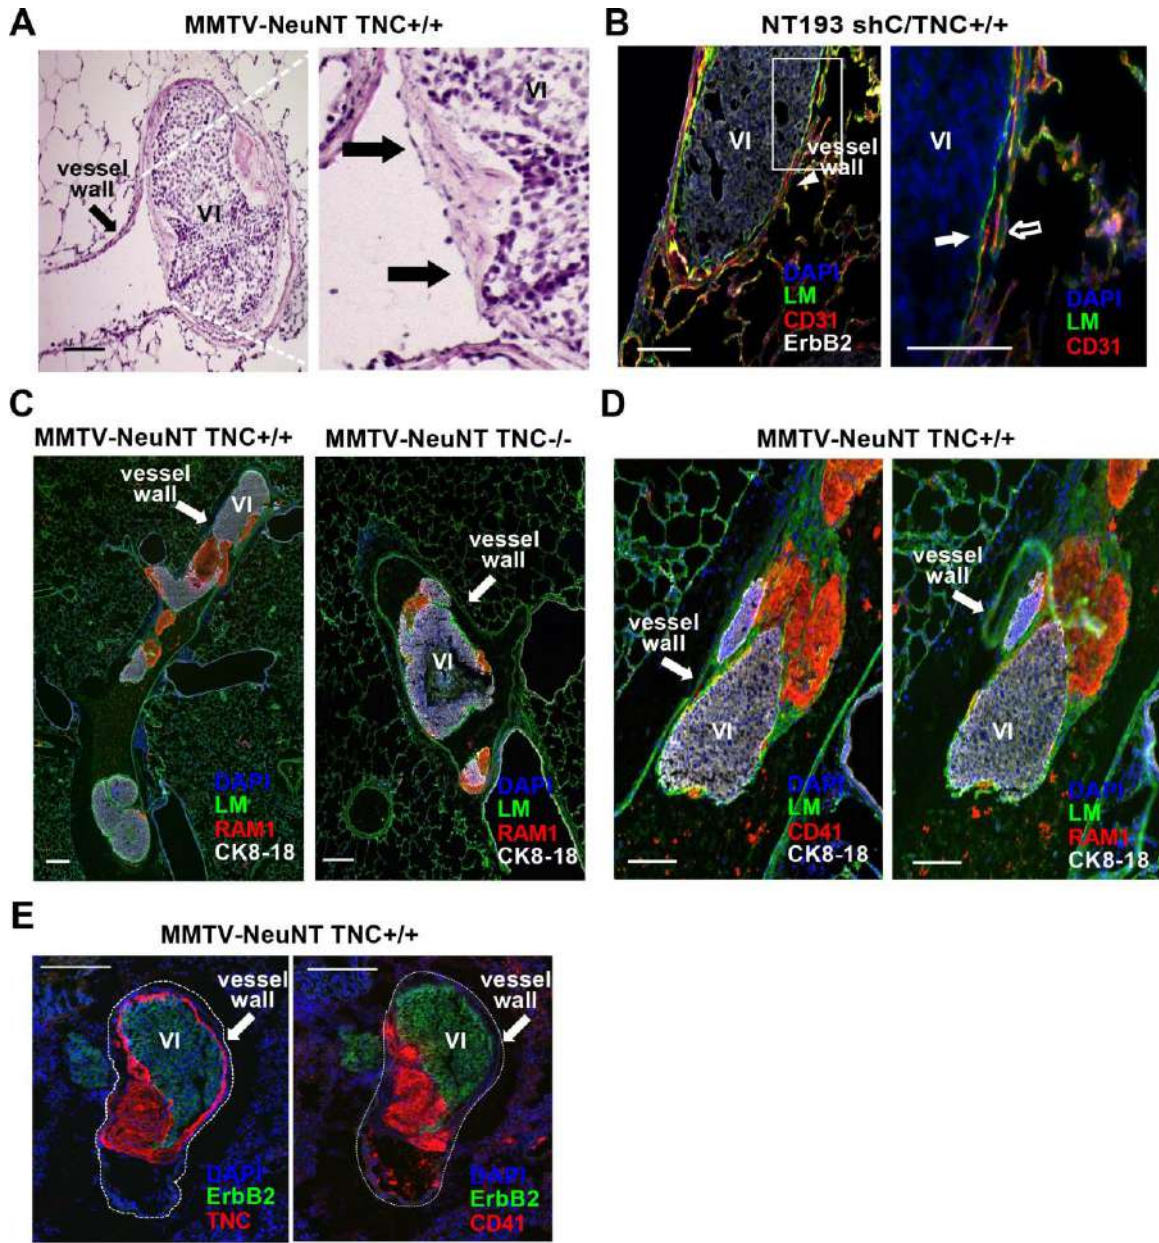 A
MMTV-NeuNT TNC+/+
vessel
wall
VI
VI
B
NT193 shC/TNC+/+
VI
vessel
wall
DAPI
LM
CD31
ErbB2
VI
DAPI
LM
CD31
C
MMTV-NeuNT TNC+/+
vessel
wall
VI
DAPI
LM
RAM1
CK8-18
MMTV-NeuNT TNC-/-
vessel
wall
VI
DAPI
LM
RAM1
CK8-18
D
MMTV-NeuNT TNC+/+
vessel
wall
VI
DAPI
LM
CD41
CK8-18
vessel
wall
VI
DAPI
LM
RAM1
CK8-18
E
MMTV-NeuNT TNC+/+
vessel
wall
VI
DAPI
ErbB2
TNC
vessel
wall
VI
DAPI
ErbB2
CD41